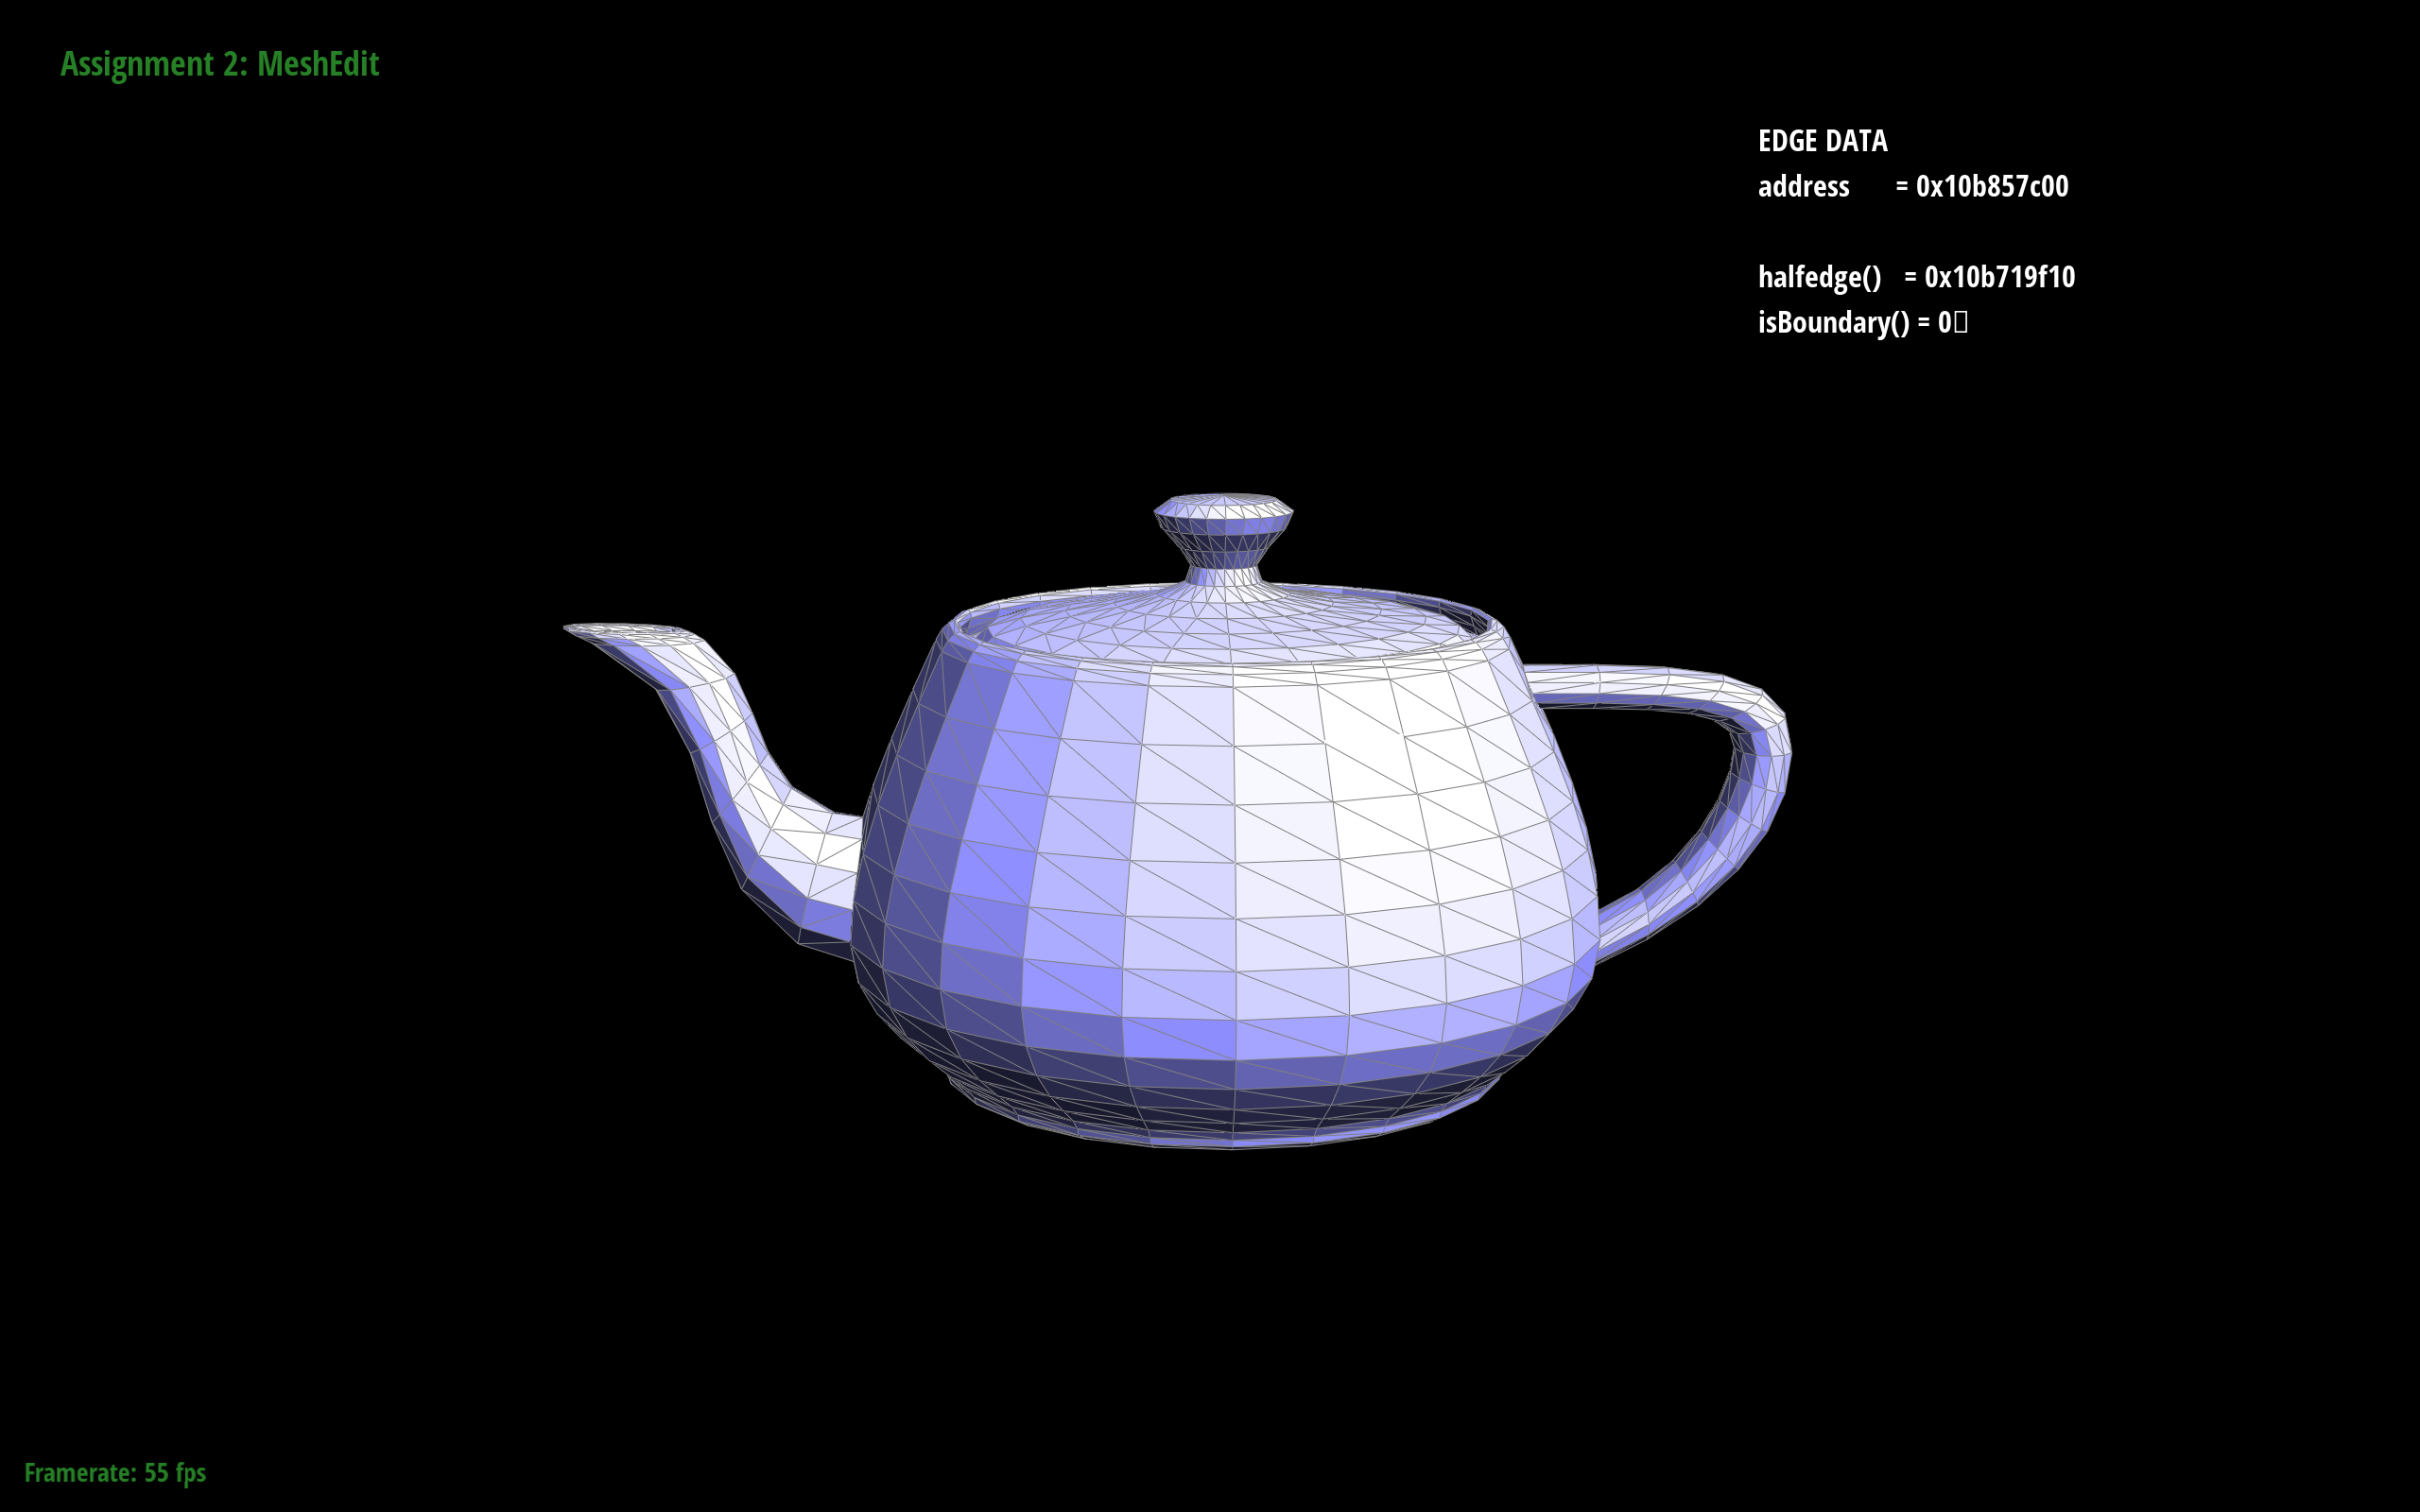 Assignment 2: MeshEdit
EDGE DATA
address = 0x10b857c00
halfedge() = 0x10b719f10
isBoundary() = 0
Framerate: 55 fps